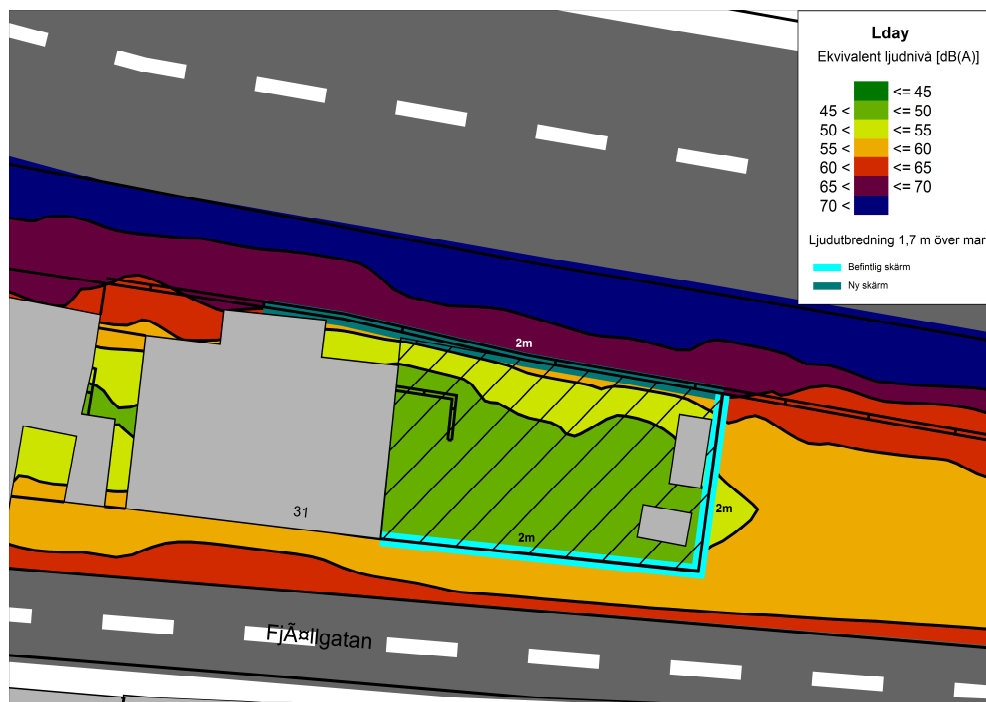 Lday
Ekvivalent ljudnivå [dB(A)]
<= 45
45 < <= 50
50 < <= 55
55 < <= 60
60 < <= 65
65 < <= 70
70 <
Ljudutbredning 1,7 m över mar
Befintlig skärm
Ny skärm
2m
2m
31
2m
FjÃ¤llgatan